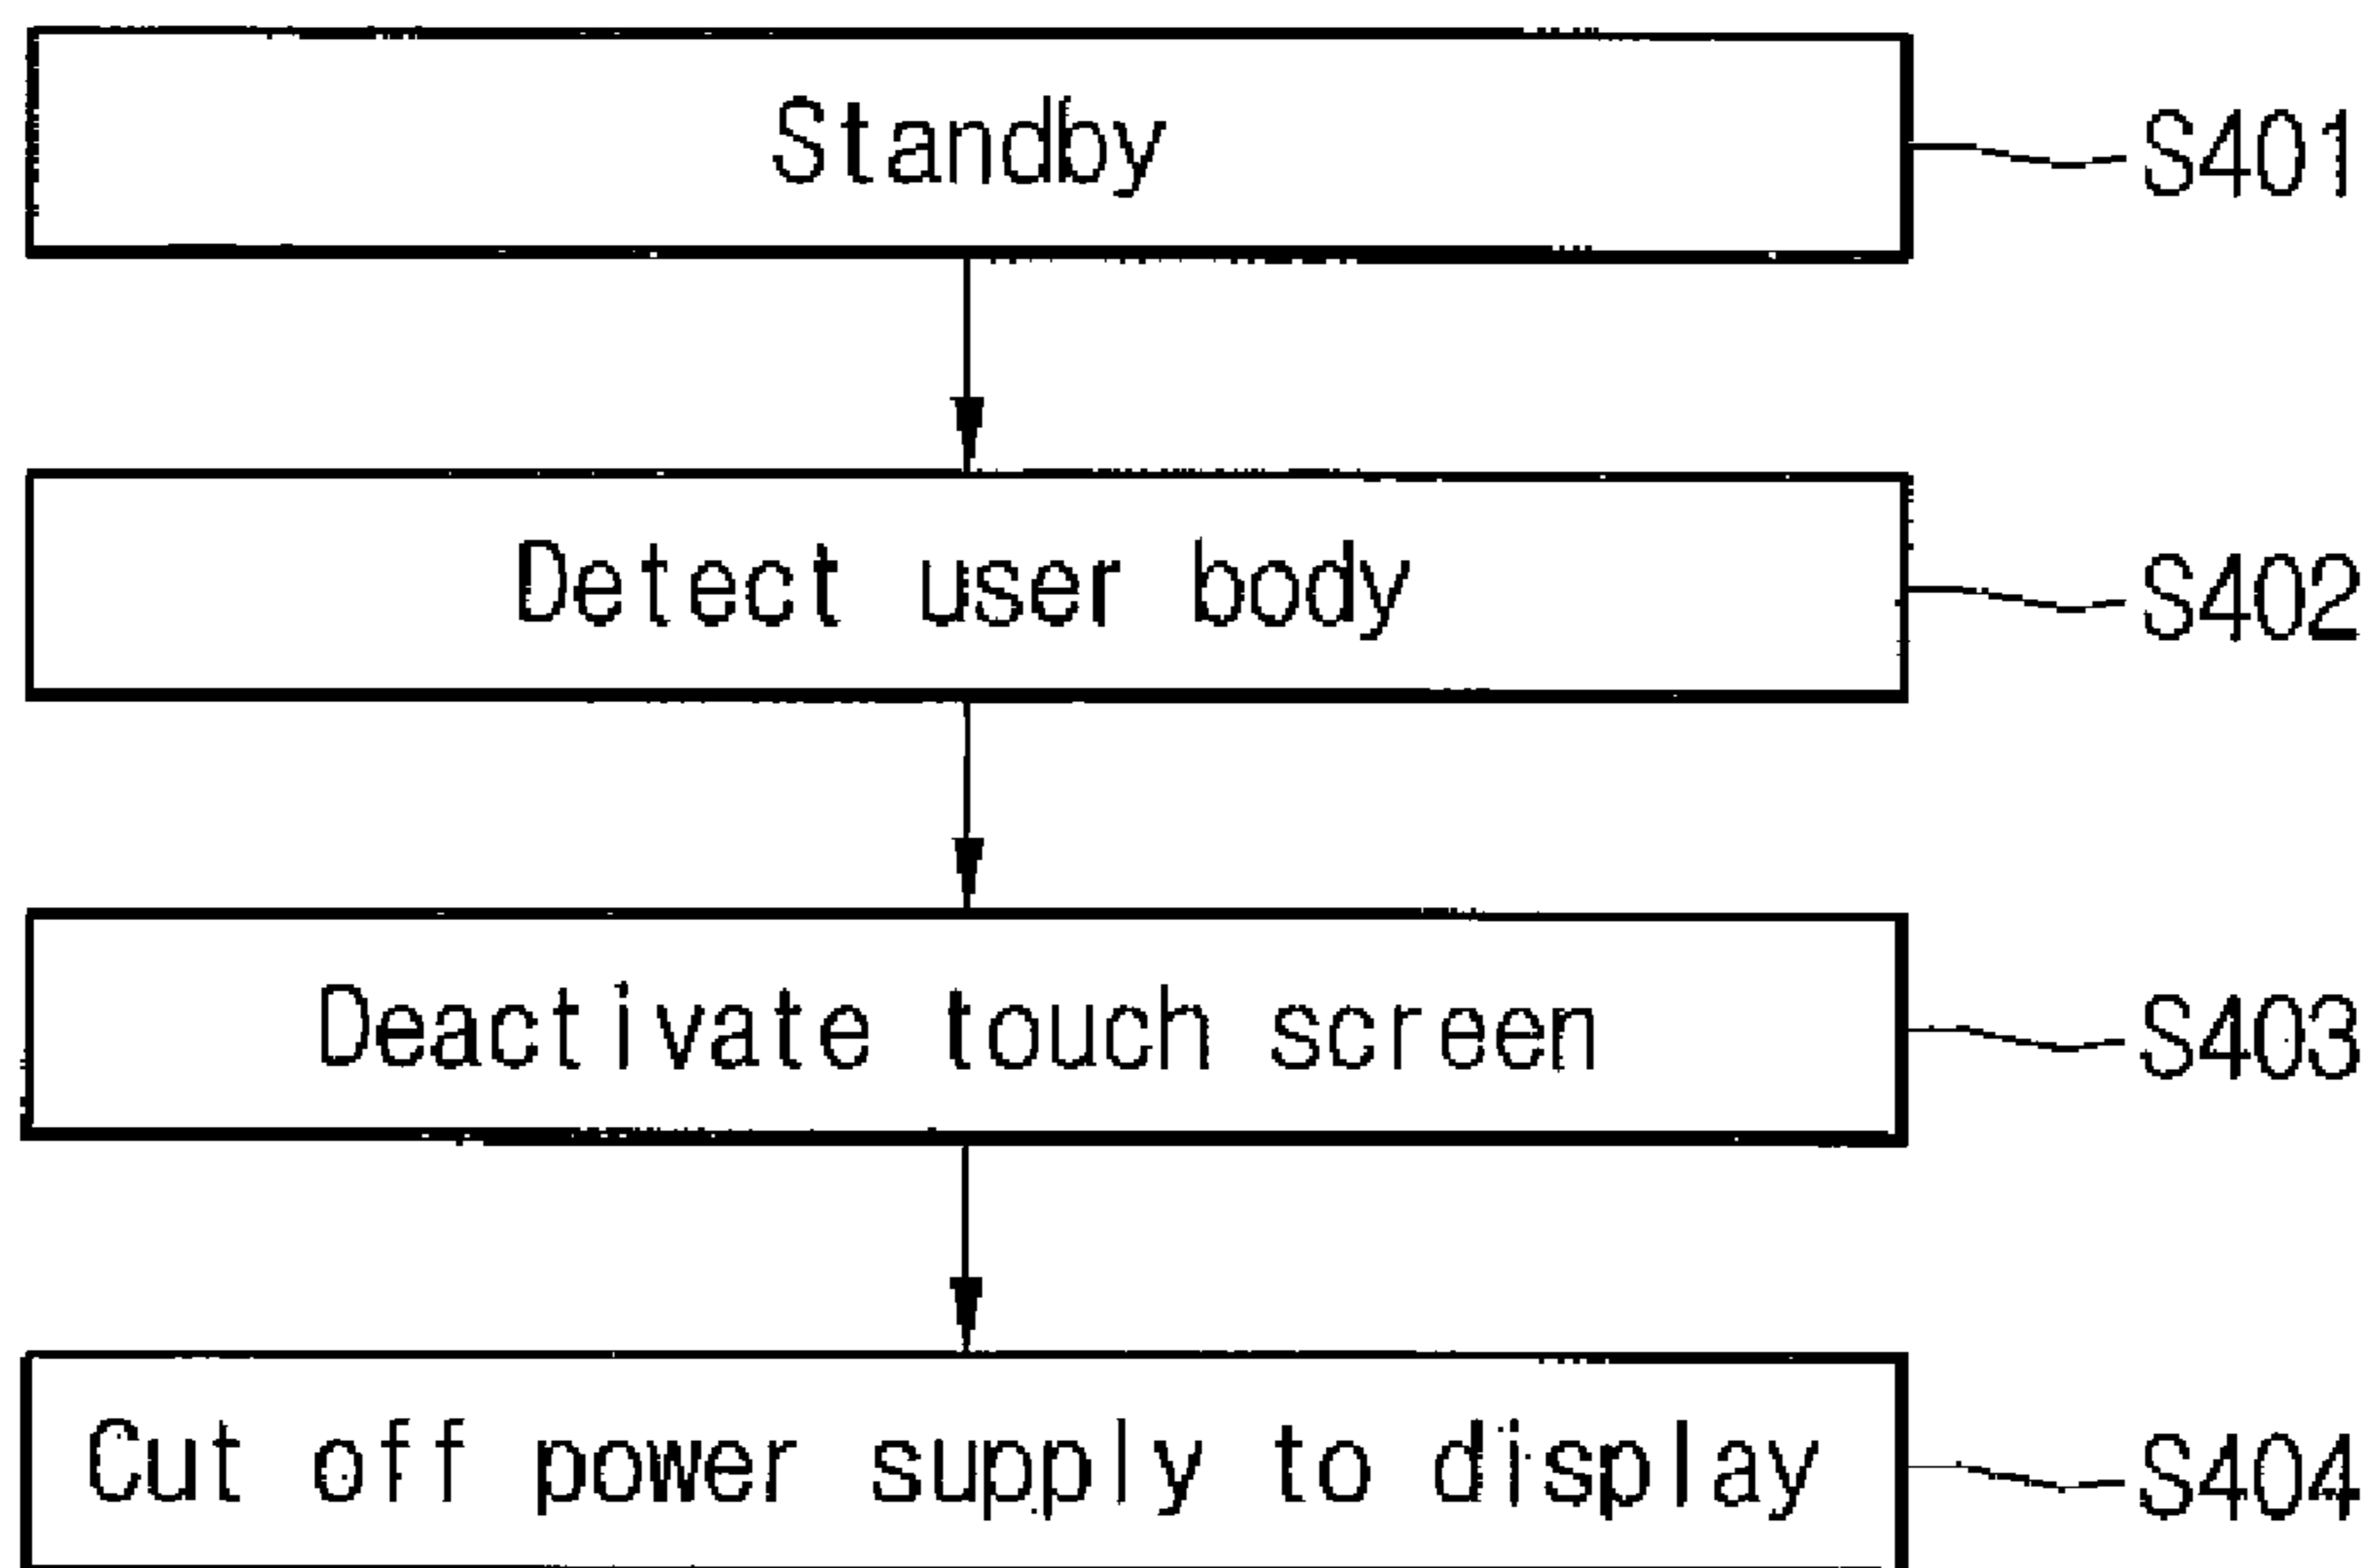 Standby S401
Detect user body S402
Deactivate touch screen S403
Cut off power supply to display S404